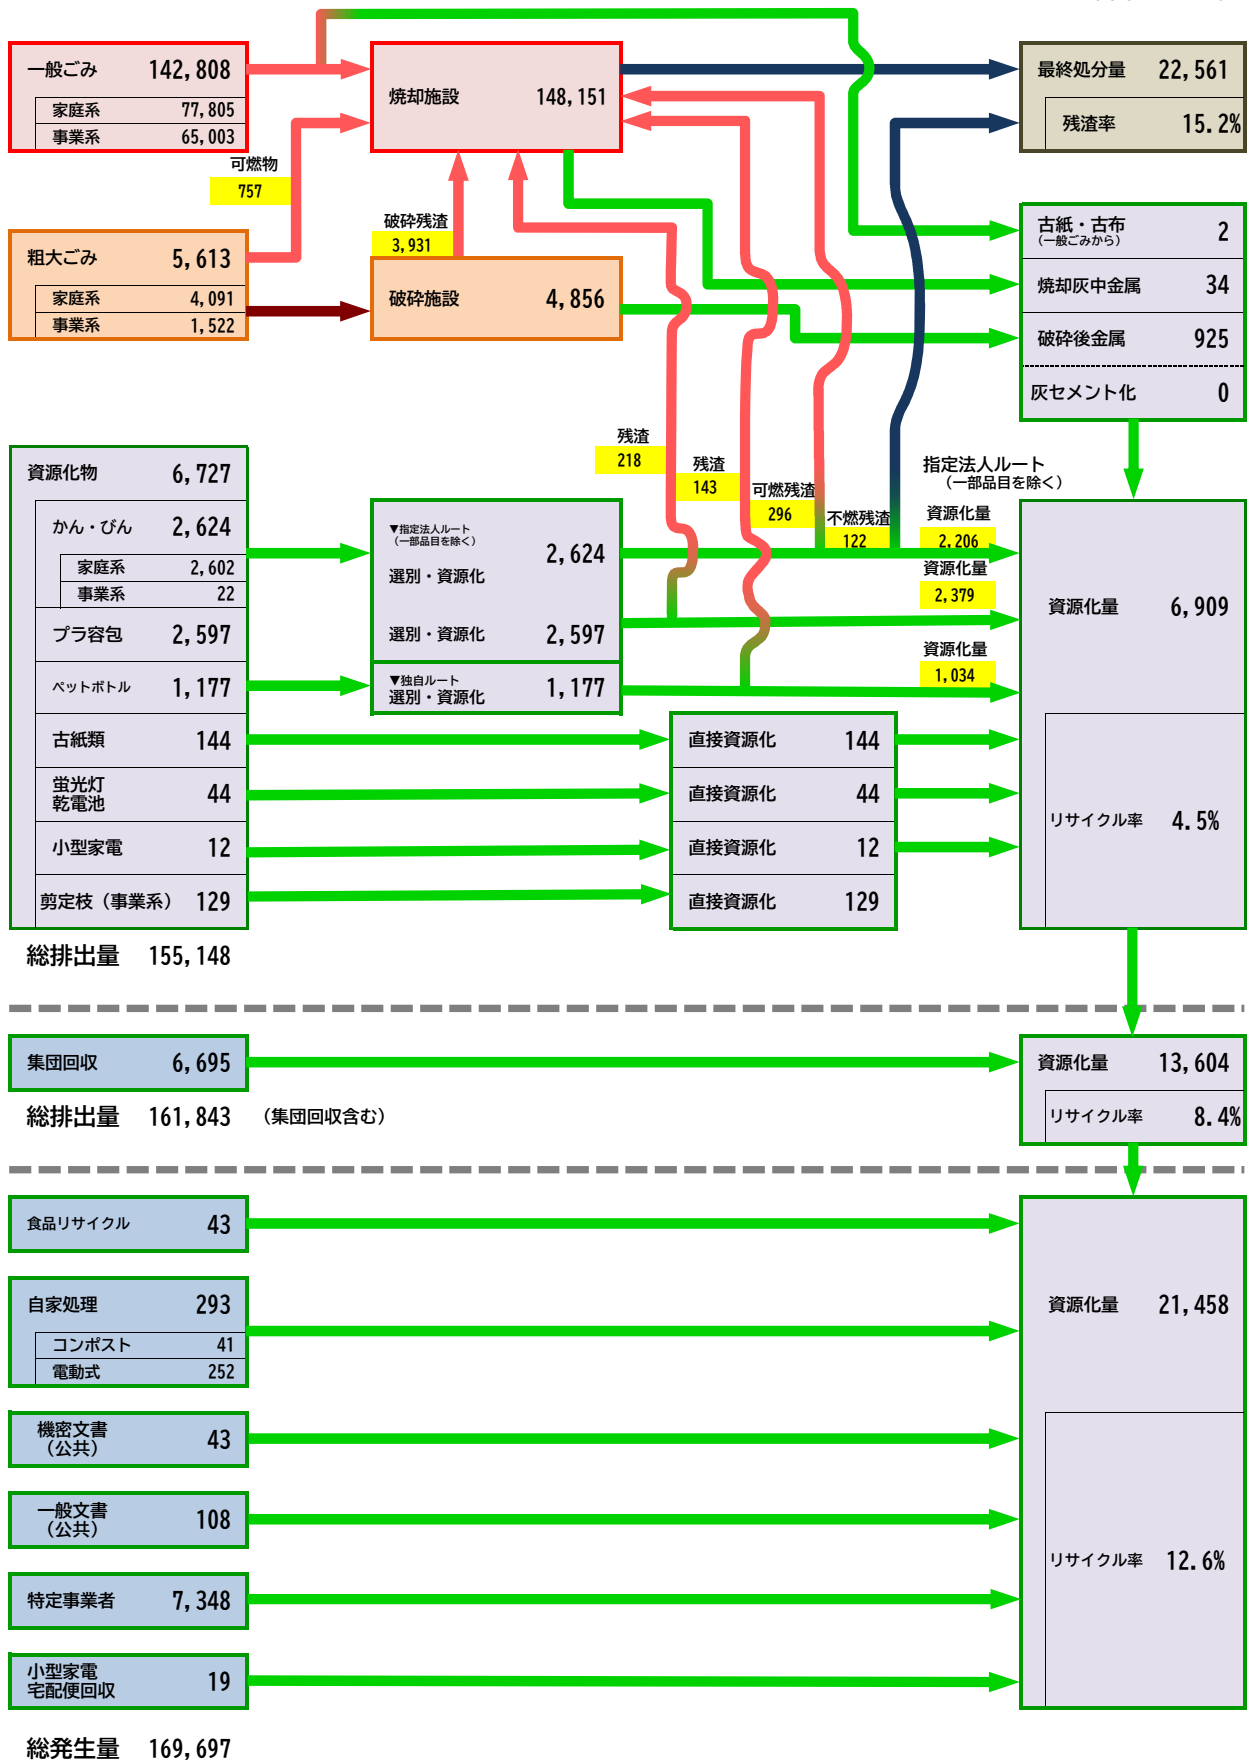 一般ごみ 142,808
家庭系 77,805
事業系 65,003
焼却施設 148,151
最終処分量 22,561
残渣率 15.2%
可燃物
757
粗大ごみ 5,613
家庭系 4,091
事業系 1,522
破砕残渣
3,931
破砕施設 4,856
古紙・古布 2
（一般ごみから）
焼却灰中金属 34
破砕後金属 925
灰セメント化 0
残渣
218
残渣
143
可燃残渣
296
不燃残渣
122
指定法人ルート
（一部品目を除く）
資源化量
2,206
資源化量
2,379
資源化量
1,034
資源化物 6,727
かん・びん 2,624
家庭系 2,602
事業系 22
プラ容包 2,597
ペットボトル 1,177
古紙類 144
蛍光灯
乾電池 44
小型家電 12
剪定枝（事業系） 129
▼指定法人ルート
（一部品目を除く）
2,624
選別・資源化
選別・資源化 2,597
▼独自ルート
選別・資源化 1,177
直接資源化 144
直接資源化 44
直接資源化 12
直接資源化 129
資源化量 6,909
リサイクル率 4.5%
総排出量 155,148
集団回収 6,695
資源化量 13,604
リサイクル率 8.4%
総排出量 161,843 （集団回収含む）
食品リサイクル 43
自家処理 293
コンポスト 41
電動式 252
機密文書
（公共） 43
一般文書
（公共） 108
特定事業者 7,348
小型家電
宅配便回収 19
資源化量 21,458
リサイクル率 12.6%
総発生量 169,697